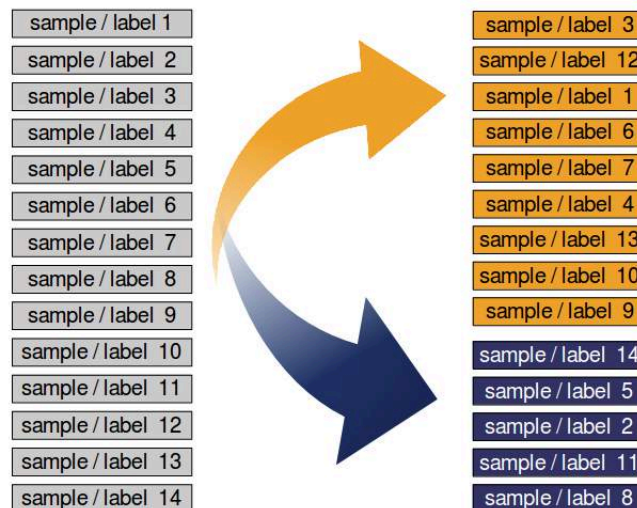 sample / label 1
sample / label 2
sample / label 3
sample / label 4
sample / label 5
sample / label 6
sample / label 7
sample / label 8
sample / label 9
sample / label 10
sample / label 11
sample / label 12
sample / label 13
sample / label 14
sample / label 3
sample / label 12
sample / label 1
sample / label 6
sample / label 7
sample / label 4
sample / label 13
sample / label 10
sample / label 9
sample / label 14
sample / label 5
sample / label 2
sample / label 11
sample / label 8